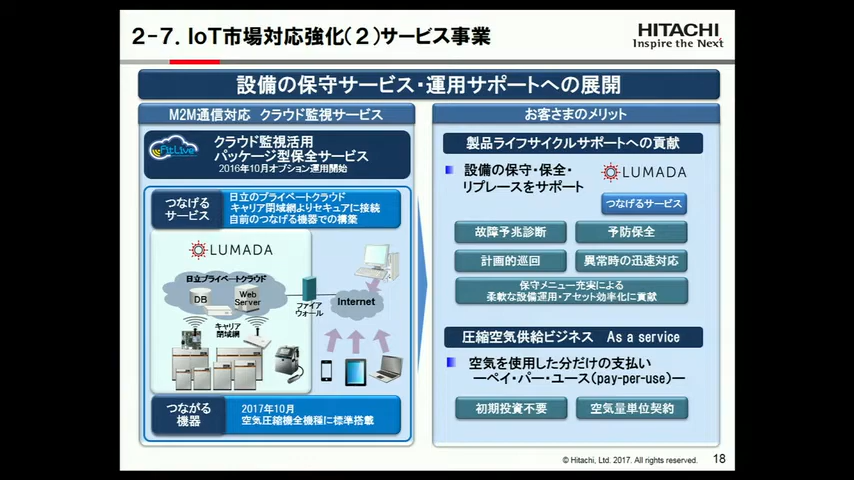 2-7. IoT市場対応強化(2)サービス事業
HITACHI
Inspire the Next
設備の保守サービス・運用サポートへの展開
M2M通信対応 クラウド監視サービス
FitLive
クラウド監視活用
パッケージ型保全サービス
2016年10月オプション運用開始
つなげる
サービス
日立のプライベートクラウド
キャリア閉域網よりセキュアに接続
自前のつなげる機器での構築
LUMADA
日立プライベートクラウド
DB
Web
Server
キャリア
閉域網
ファイア
ウォール
Internet
つながる
機器
2017年10月
空気圧縮機全機種に標準搭載
お客さまのメリット
製品ライフサイクルサポートへの貢献
設備の保守・保全・
リプレースをサポート
LUMADA
つなげるサービス
故障予兆診断
予防保全
計画的巡回
異常時の迅速対応
保守メニュー充実による
柔軟な設備運用・アセット効率化に貢献
圧縮空気供給ビジネス As a service
空気を使用した分だけの支払い
ーペイ・パー・ユース(pay-per-use)ー
初期投資不要
空気量単位契約
© Hitachi, Ltd. 2017. All rights reserved.
18